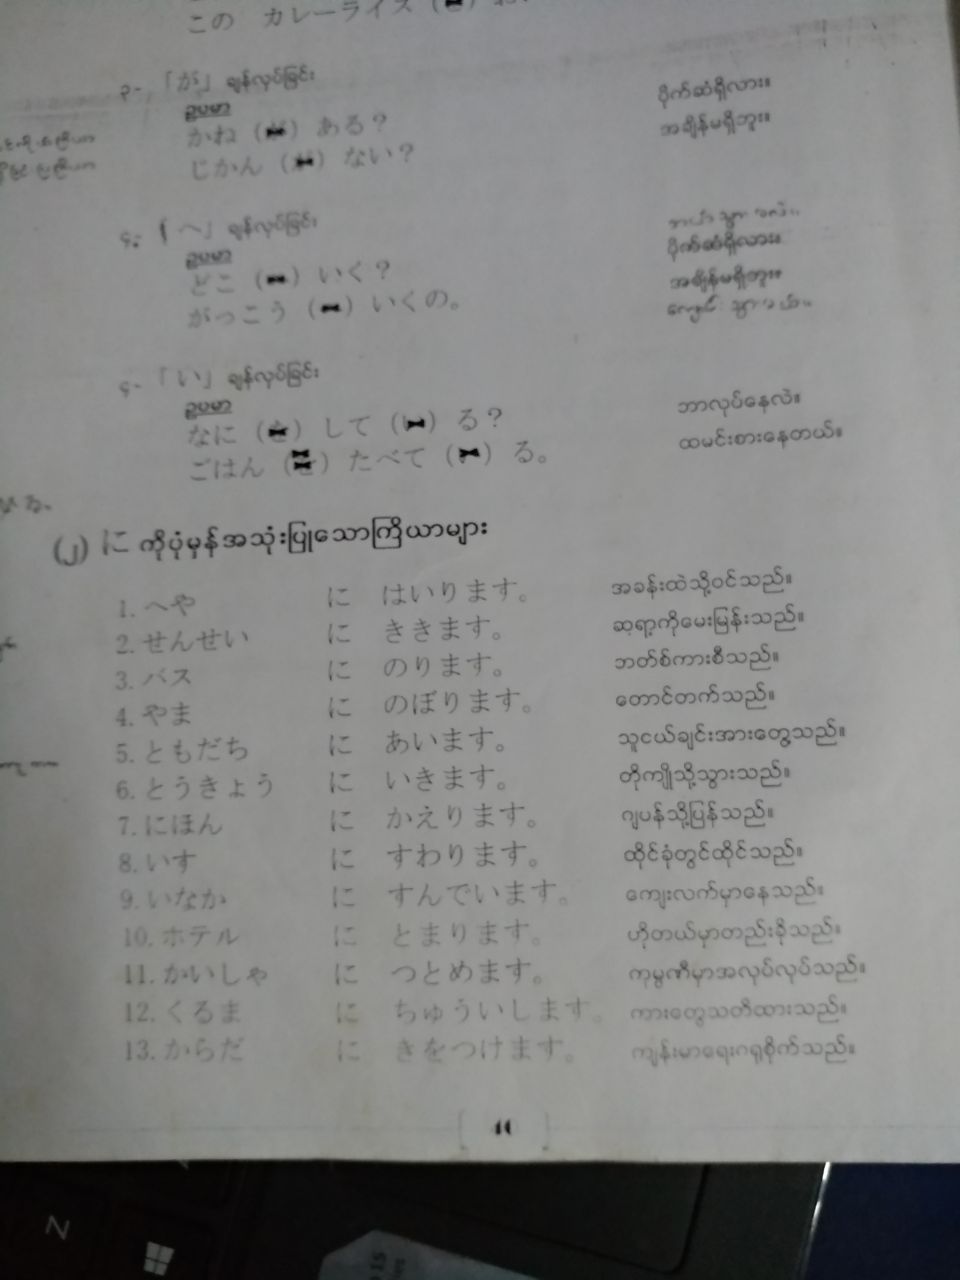 この カレーライス
၃- 「が」 ချန်လှပ်ခြင်း
ဥပမာ
かね (が) ある? ပိုက်ဆံရှိလား။
じかん (が) ない? အချိန်မရှိဘူး။
၄- 「へ」 ချန်လှပ်ခြင်း
ဥပမာ
どこ (へ) いく? ပိုက်ဆံရှိလား။
がっこう (へ) いくの。 အချိန်မရှိဘူး။
၄- 「い」 ချန်လှပ်ခြင်း
ဥပမာ
なに (を) して (い) る? ဘာလုပ်နေလဲ။
ごはん (を) たべて (い) る。 ထမင်းစားနေတယ်။
(၂) に ကိုပုံမှန်အသုံးပြုသောကြိယာများ
1. へや に はいります。 အခန်းထဲသို့ဝင်သည်။
2. せんせい に ききます。 ဆရာ့ကိုမေးမြန်းသည်။
3. バス に のります。 ဘတ်စ်ကားစီးသည်။
4. やま に のぼります。 တောင်တက်သည်။
5. ともだち に あいます。 သူငယ်ချင်းအားတွေ့သည်။
6. とうきょう に いきます。 တိုကျိုသို့သွားသည်။
7. にほん に かえります。 ဂျပန်သို့ပြန်သည်။
8. いす に すわります。 ထိုင်ခုံတွင်ထိုင်သည်။
9. いなか に すんでいます。 ကျေးလက်မှာနေသည်။
10. ホテル に とまります。 ဟိုတယ်မှာတည်းခိုသည်။
11. かいしゃ に つとめます。 ကုမ္ပဏီမှာအလုပ်လုပ်သည်။
12. くるま に ちゅういします。 ကားတွေသတိထားသည်။
13. からだ に きをつけます。 ကျန်းမာရေးဂရုစိုက်သည်။
N